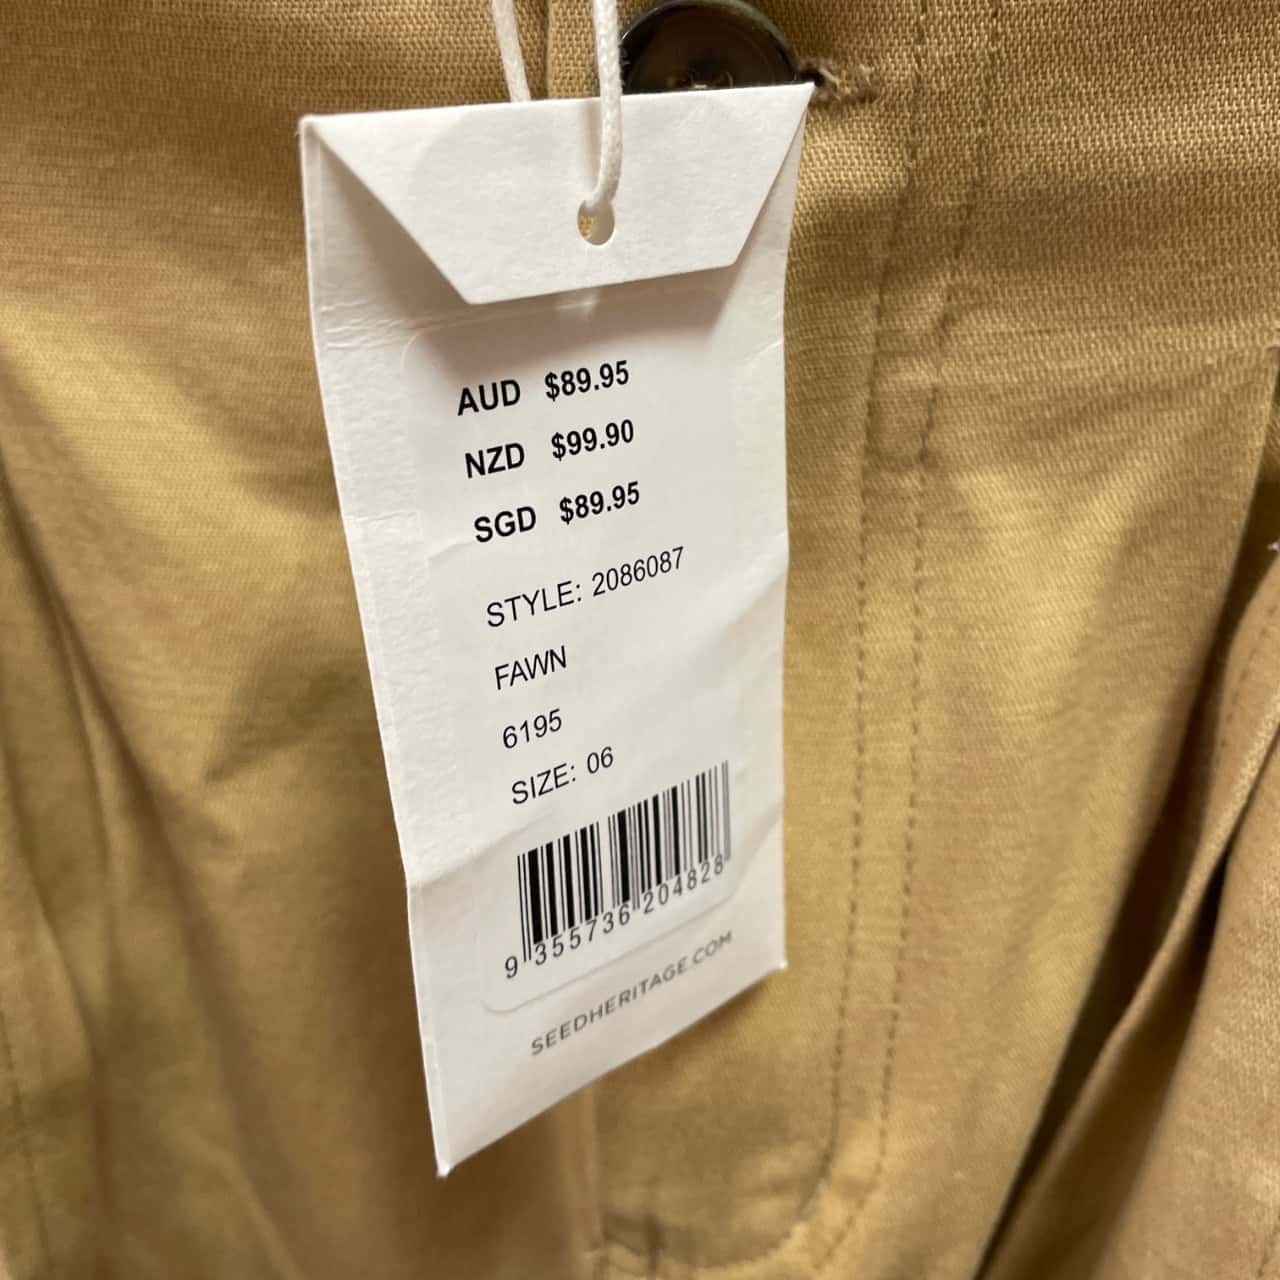 AUD $89.95
NZD $99.90
SGD $89.95
STYLE: 2086087
FAWN
6195
SIZE: 06
9 355736 204828
SEEDHERITAGE.COM